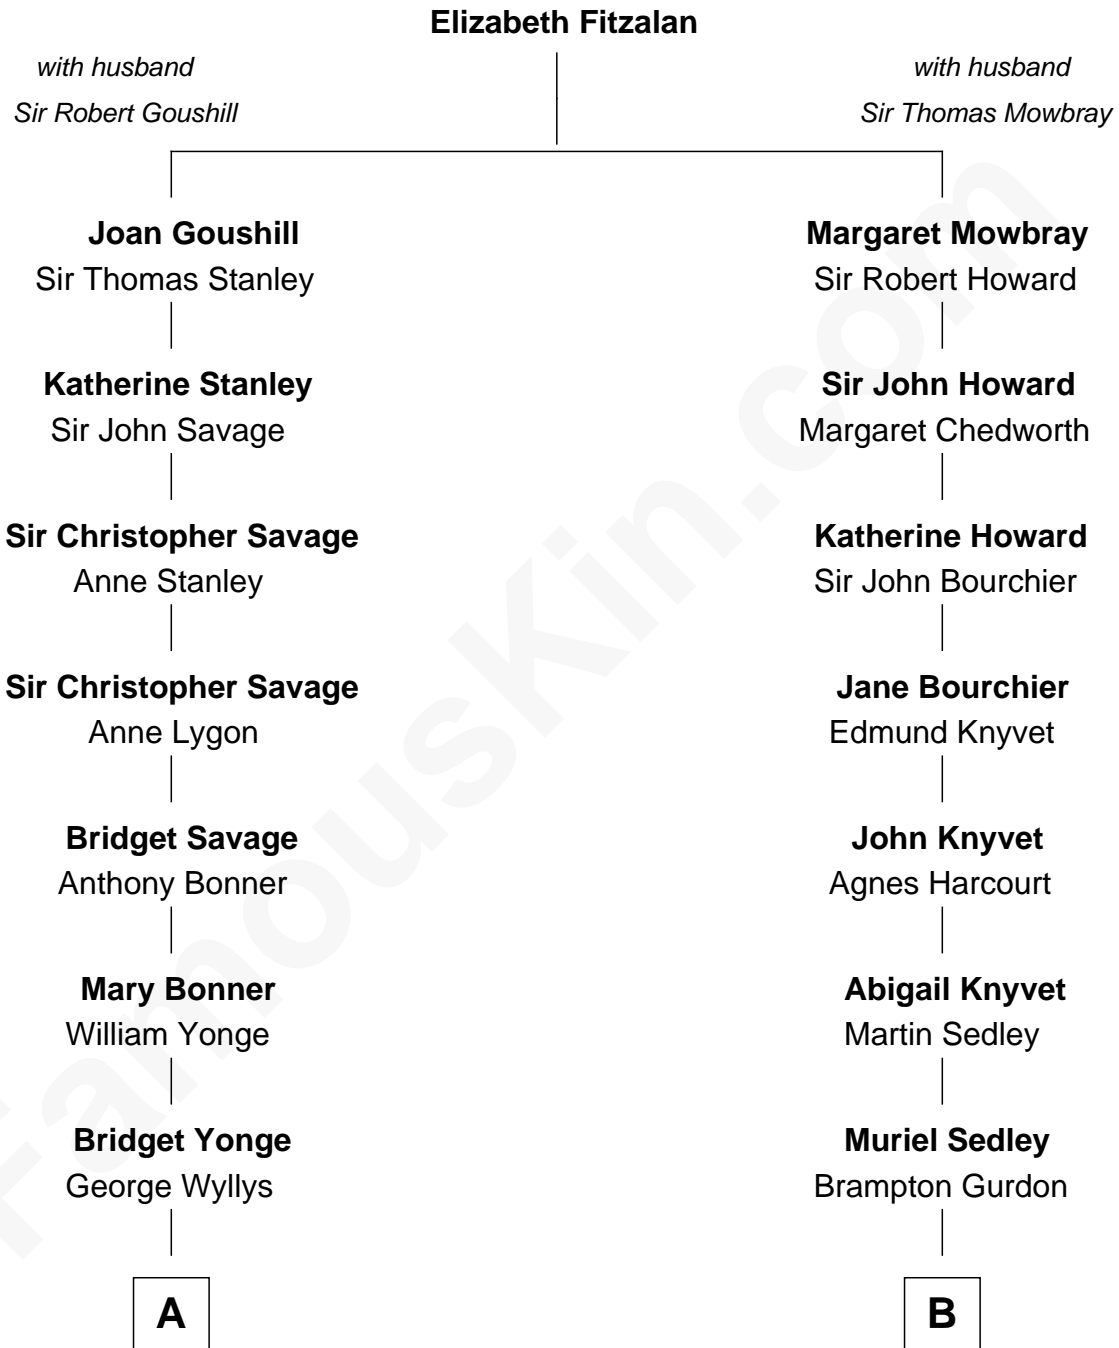 Elizabeth Fitzalan
with husband
Sir Robert Goushill
with husband
Sir Thomas Mowbray
Joan Goushill
Sir Thomas Stanley
Margaret Mowbray
Sir Robert Howard
Katherine Stanley
Sir John Savage
Sir John Howard
Margaret Chedworth
Sir Christopher Savage
Anne Stanley
Katherine Howard
Sir John Bourchier
Sir Christopher Savage
Anne Lygon
Jane Bourchier
Edmund Knyvet
Bridget Savage
Anthony Bonner
John Knyvet
Agnes Harcourt
Mary Bonner
William Yonge
Abigail Knyvet
Martin Sedley
Bridget Yonge
George Wyllys
Muriel Sedley
Brampton Gurdon
A
B
FamousKin.com